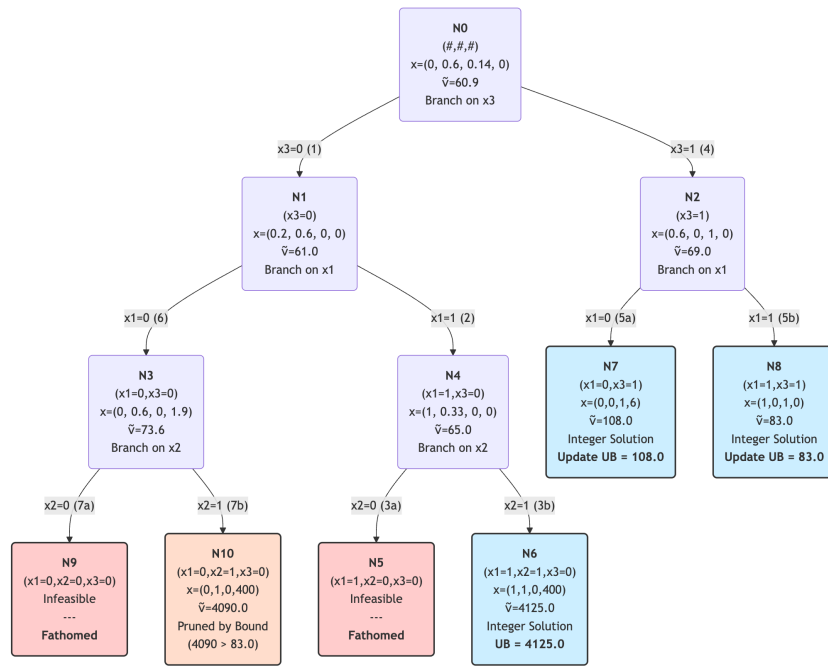 N0
(#,#,#)
x=(0, 0.6, 0.14, 0)
ṽ=60.9
Branch on x3
x3=0 (1)
x3=1 (4)
N1
(x3=0)
x=(0.2, 0.6, 0, 0)
ṽ=61.0
Branch on x1
N2
(x3=1)
x=(0.6, 0, 1, 0)
ṽ=69.0
Branch on x1
x1=0 (6)
x1=1 (2)
x1=0 (5a)
x1=1 (5b)
N3
(x1=0,x3=0)
x=(0, 0.6, 0, 1.9)
ṽ=73.6
Branch on x2
N4
(x1=1,x3=0)
x=(1, 0.33, 0, 0)
ṽ=65.0
Branch on x2
N7
(x1=0,x3=1)
x=(0,0,1,6)
ṽ=108.0
Integer Solution
Update UB = 108.0
N8
(x1=1,x3=1)
x=(1,0,1,0)
ṽ=83.0
Integer Solution
Update UB = 83.0
x2=0 (7a)
x2=1 (7b)
x2=0 (3a)
x2=1 (3b)
N9
(x1=0,x2=0,x3=0)
Infeasible
---
Fathomed
N10
(x1=0,x2=1,x3=0)
x=(0,1,0,400)
ṽ=4090.0
Pruned by Bound
(4090 > 83.0)
N5
(x1=1,x2=0,x3=0)
Infeasible
---
Fathomed
N6
(x1=1,x2=1,x3=0)
x=(1,1,0,400)
ṽ=4125.0
Integer Solution
UB = 4125.0